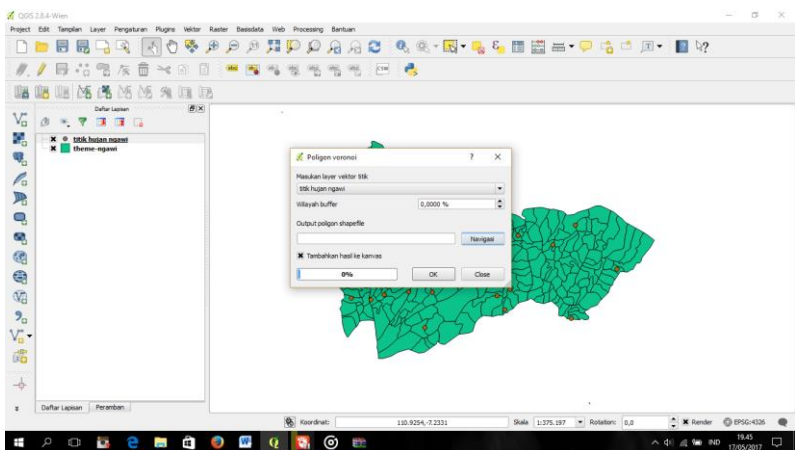 QGIS 2.8.4-Wien
Project Edit Tampilan Layer Pengaturan Plugins Vektor Raster Basisdata Web Processing Bantuan
Daftar Lapisan
titik hujan ngawi
theme-ngawi
Poligon voronoi
Masukan layer vektor titik
titik hujan ngawi
Wilayah buffer
0,0000 %
Output poligon shapefile
Navigasi
Tambahkan hasil ke kanvas
0%
OK
Close
Daftar Lapisan
Peramban
Koordinat:
110.9254,-7.2331
Skala
1:375.197
Rotation:
0,0
Render
EPSG:4326
IND
19.45
17/05/2017